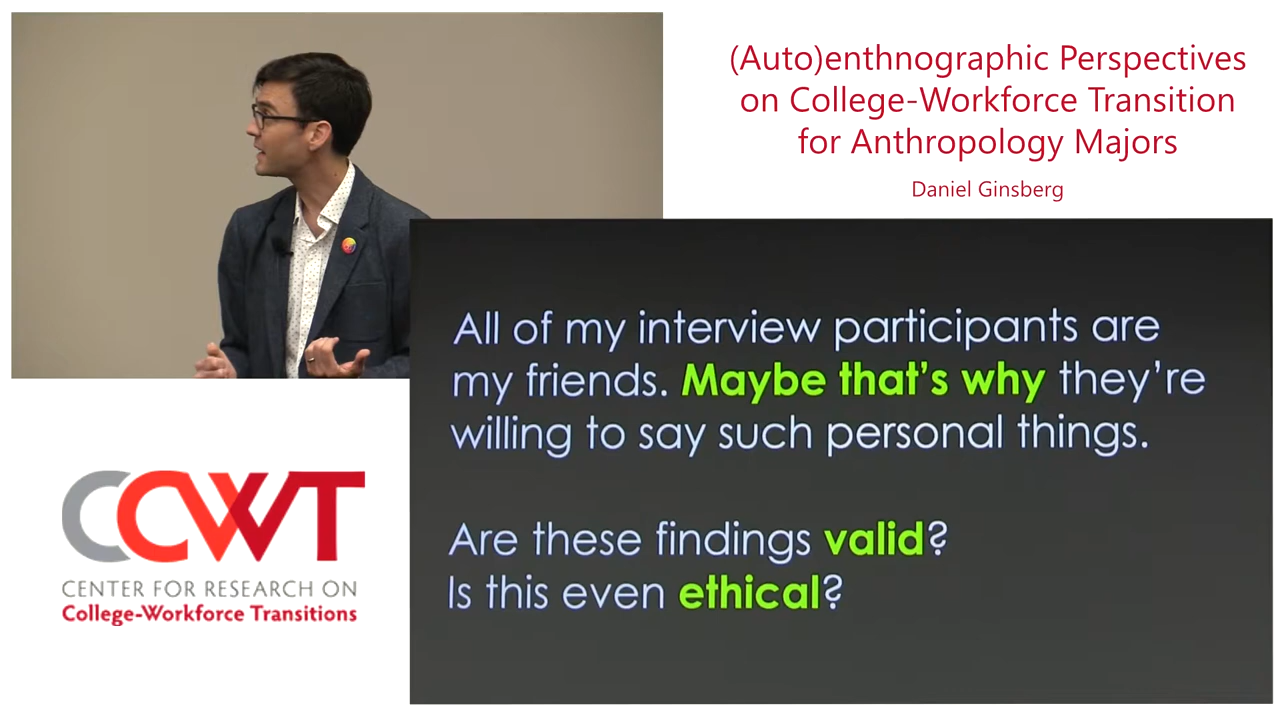 (Auto)enthnographic Perspectives
on College-Workforce Transition
for Anthropology Majors
Daniel Ginsberg
All of my interview participants are
my friends. Maybe that's why they're
willing to say such personal things.
Are these findings valid?
Is this even ethical?
CCWT
CENTER FOR RESEARCH ON
College-Workforce Transitions